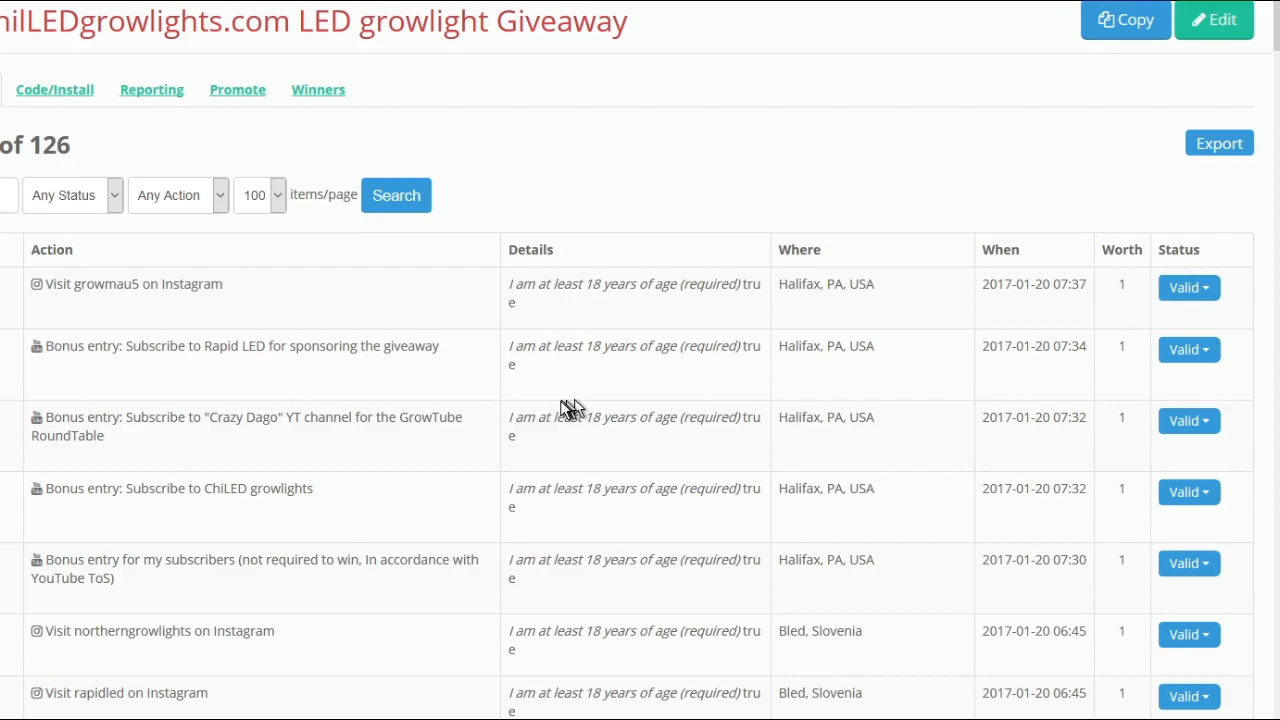 hilLEDgrowlights.com LED growlight Giveaway
Copy
Edit
Code/Install Reporting Promote Winners
of 126
Export
Any Status Any Action 100 items/page Search
Action Details Where When Worth Status
Visit growmau5 on Instagram I am at least 18 years of age (required) tru Halifax, PA, USA 2017-01-20 07:37 1 Valid
e
Bonus entry: Subscribe to Rapid LED for sponsoring the giveaway I am at least 18 years of age (required) tru Halifax, PA, USA 2017-01-20 07:34 1 Valid
e
Bonus entry: Subscribe to "Crazy Dago" YT channel for the GrowTube I am at least 18 years of age (required) tru Halifax, PA, USA 2017-01-20 07:32 1 Valid
RoundTable e
Bonus entry: Subscribe to ChiLED growlights I am at least 18 years of age (required) tru Halifax, PA, USA 2017-01-20 07:32 1 Valid
e
Bonus entry for my subscribers (not required to win, In accordance with I am at least 18 years of age (required) tru Halifax, PA, USA 2017-01-20 07:30 1 Valid
YouTube ToS) e
Visit northerngrowlights on Instagram I am at least 18 years of age (required) tru Bled, Slovenia 2017-01-20 06:45 1 Valid
e
Visit rapidled on Instagram I am at least 18 years of age (required) tru Bled, Slovenia 2017-01-20 06:45 1 Valid
e